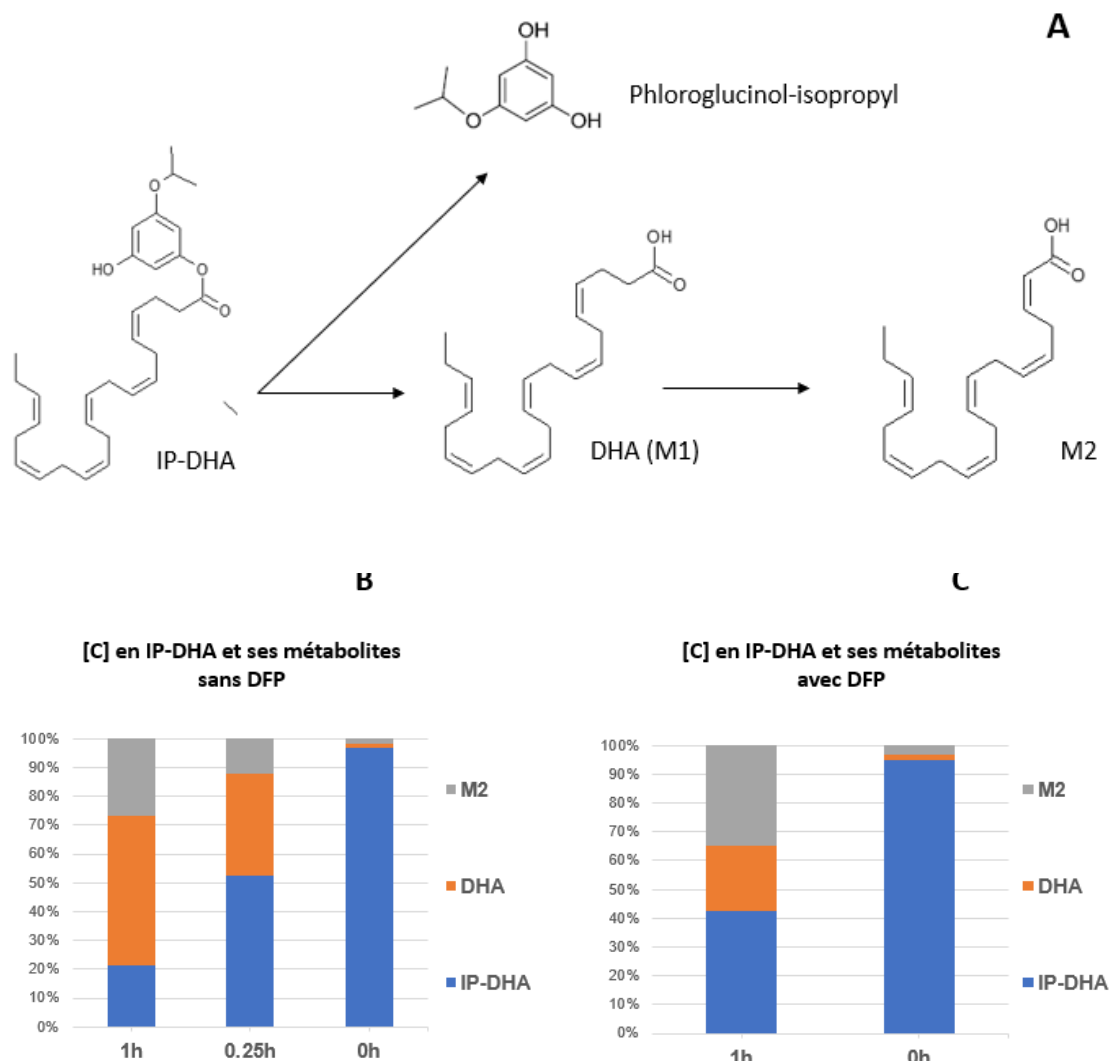 A
OH
O
OH
Phloroglucinol-isopropyl
O
HO
O
O
IP-DHA
OH
O
DHA (M1)
OH
O
M2
B
C
[C] en IP-DHA et ses métabolites
sans DFP
100%
90%
80%
70%
60%
50%
40%
30%
20%
10%
0%
1h
0.25h
0h
M2
DHA
IP-DHA
[C] en IP-DHA et ses métabolites
avec DFP
100%
90%
80%
70%
60%
50%
40%
30%
20%
10%
0%
1h
0h
M2
DHA
IP-DHA